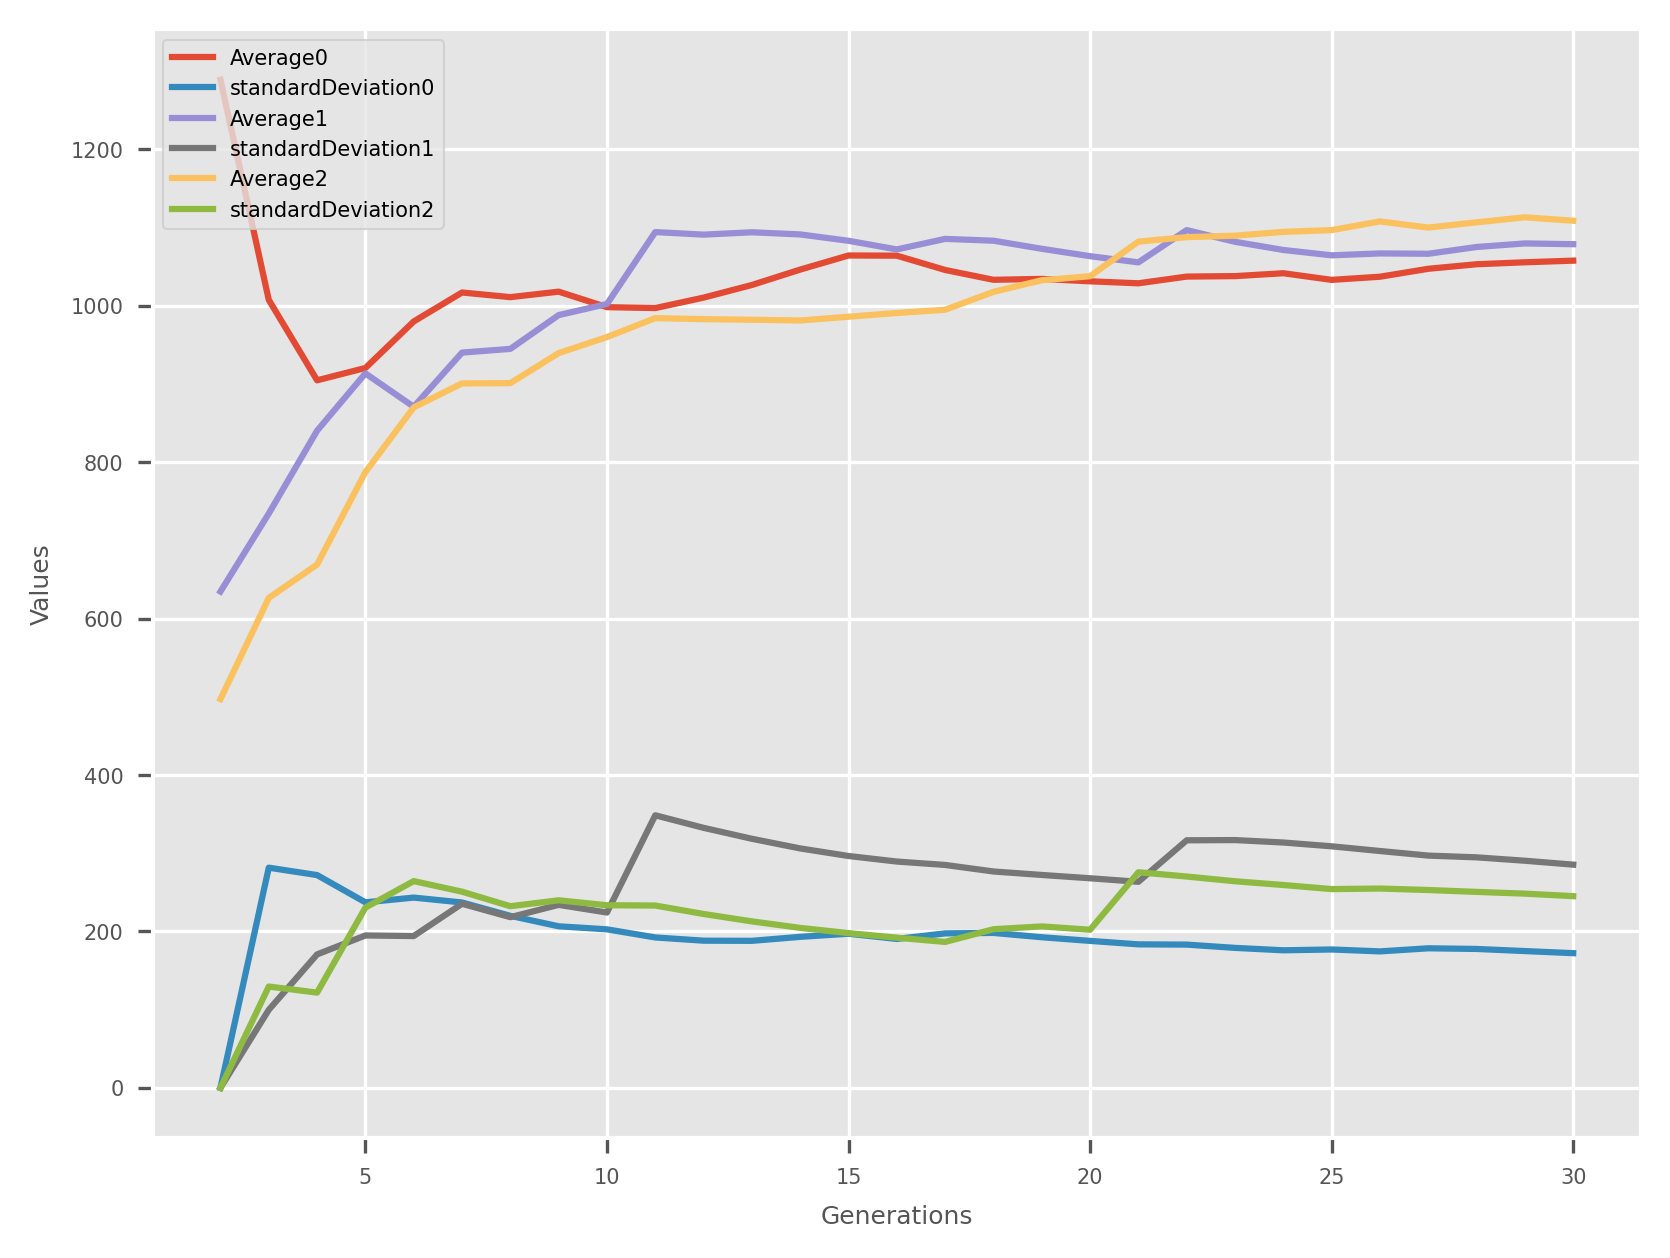 Average0
standardDeviation0
Average1
standardDeviation1
Average2
standardDeviation2
1200
1000
800
600
400
200
0
Values
5 10 15 20 25 30
Generations